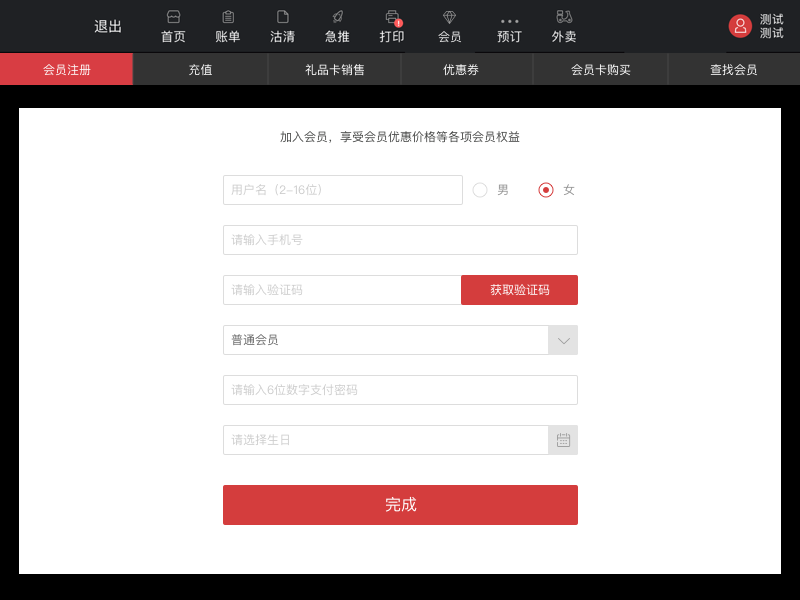 退出
首页
账单
沽清
急推
打印
会员
预订
外卖
测试
测试
会员注册
充值
礼品卡销售
优惠券
会员卡购买
查找会员
加入会员，享受会员优惠价格等各项会员权益
用户名（2-16位）
男
女
请输入手机号
请输入验证码
获取验证码
普通会员
请输入6位数字支付密码
请选择生日
完成